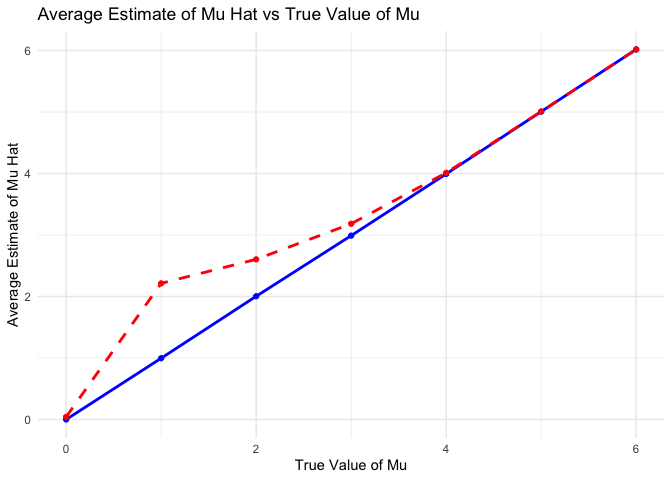 Average Estimate of Mu Hat vs True Value of Mu
Average Estimate of Mu Hat
6
4
2
0
0 2 4 6
True Value of Mu